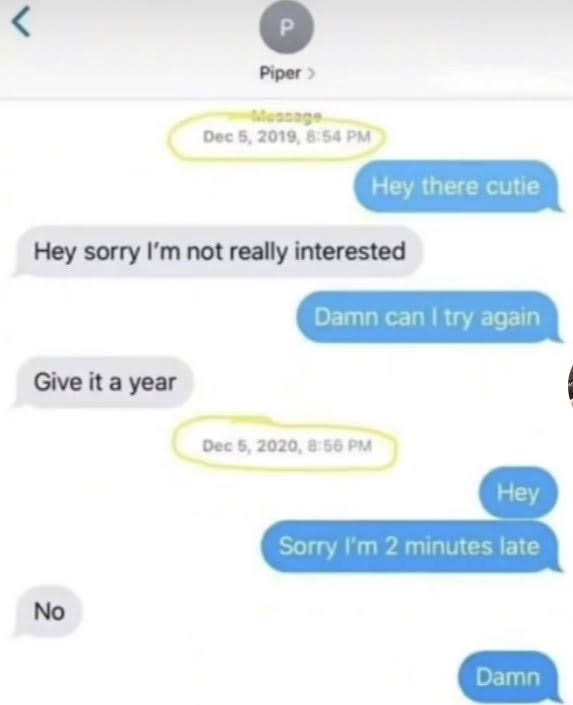 P
Piper >
Message
Dec 5, 2019, 8:54 PM
Hey there cutie
Hey sorry I'm not really interested
Damn can I try again
Give it a year
Dec 5, 2020, 8:56 PM
Hey
Sorry I'm 2 minutes late
No
Damn